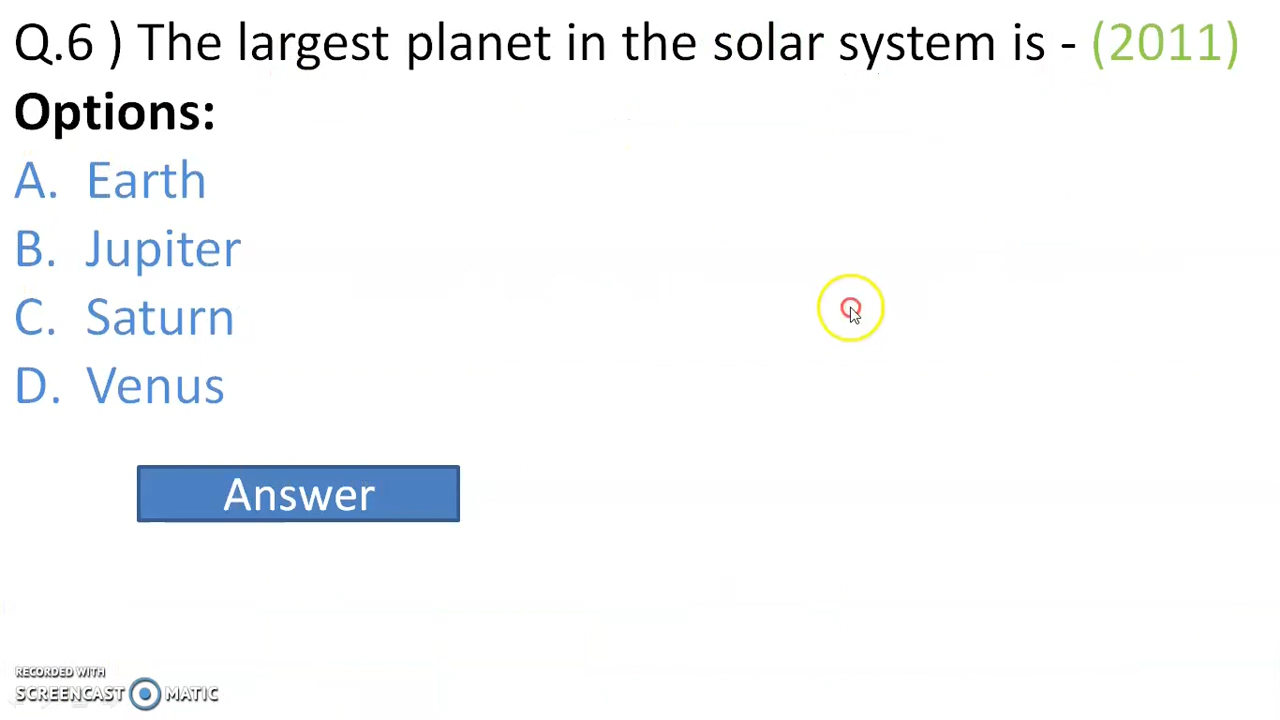 Q.6 ) The largest planet in the solar system is - (2011)
Options:
A. Earth
B. Jupiter
C. Saturn
D. Venus
Answer
RECORDED WITH
SCREENCAST MATIC